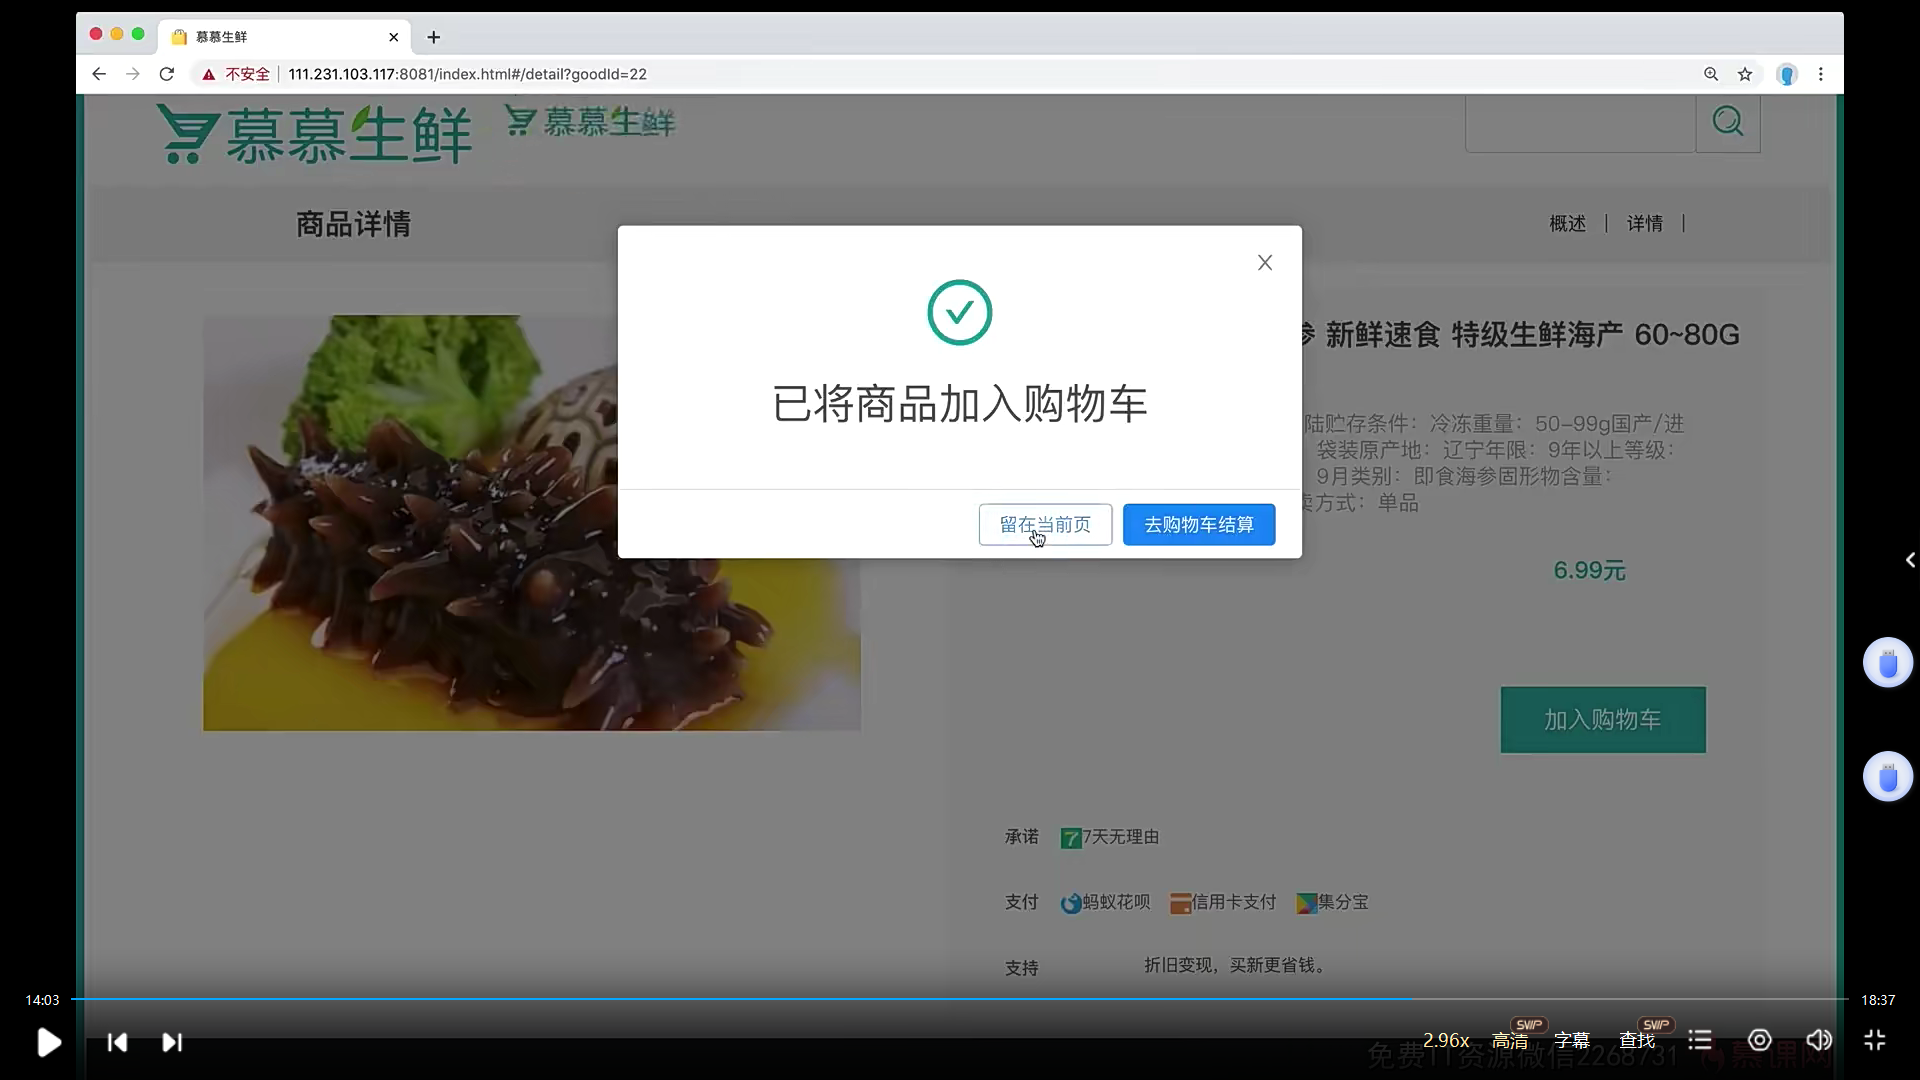 慕慕生鲜
不安全
111.231.103.117:8081/index.html#/detail?goodId=22
慕慕生鲜
慕慕生鲜
商品详情
概述 | 详情 |
新鲜速食 特级生鲜海产 60~80G
已将商品加入购物车
陆贮存条件：冷冻重量：50-99g国产/进
袋装原产地：辽宁年限：9年以上等级：
9月类别：即食海参固形物含量：
卖方式：单品
留在当前页
去购物车结算
6.99元
加入购物车
承诺 7 7天无理由
支付 蚂蚁花呗 信用卡支付 集分宝
支持 折旧变现，买新更省钱。
14:03
18:37
2.96x
SVIP
高清
字幕
SVIP
查找
免费IT资源微信2268731
慕课网